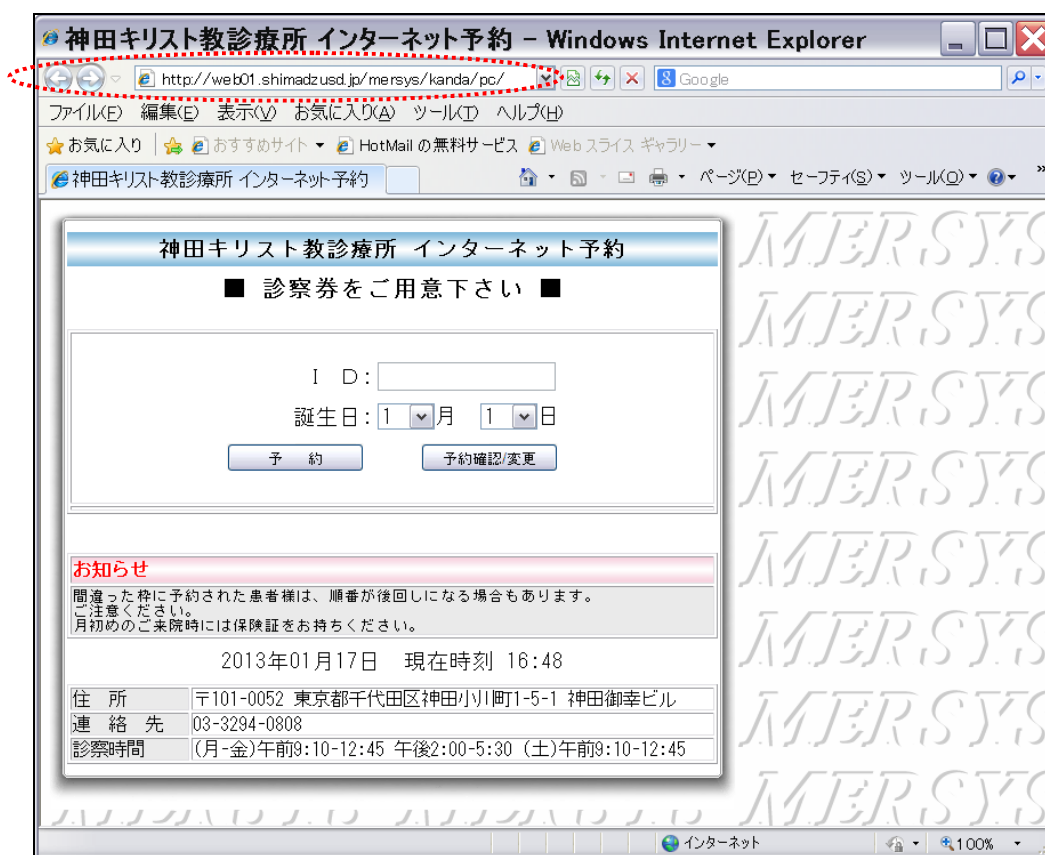 神田キリスト教診療所 インターネット予約 - Windows Internet Explorer
http://web01.shimadzusd.jp/mersys/kanda/pc/
Google
ファイル(F) 編集(E) 表示(V) お気に入り(A) ツール(T) ヘルプ(H)
お気に入り おすすめサイト HotMail の無料サービス Web スライス ギャラリー
神田キリスト教診療所 インターネット予約
ページ(P) セーフティ(S) ツール(O)
神田キリスト教診療所 インターネット予約
■ 診察券をご用意下さい ■
I D:
誕生日: 1 月 1 日
予 約 予約確認/変更
お知らせ
間違った枠に予約された患者様は、順番が後回しになる場合もあります。
ご注意ください。
月初めのご来院時には保険証をお持ちください。
2013年01月17日 現在時刻 16:48
住 所 〒101-0052 東京都千代田区神田小川町1-5-1 神田御幸ビル
連 絡 先 03-3294-0808
診察時間 (月-金)午前9:10-12:45 午後2:00-5:30 (土)午前9:10-12:45
MERSYS
MERSYS
MERSYS
MERSYS
MERSYS
MERSYS
MERSYS
MERSYS
インターネット
100%